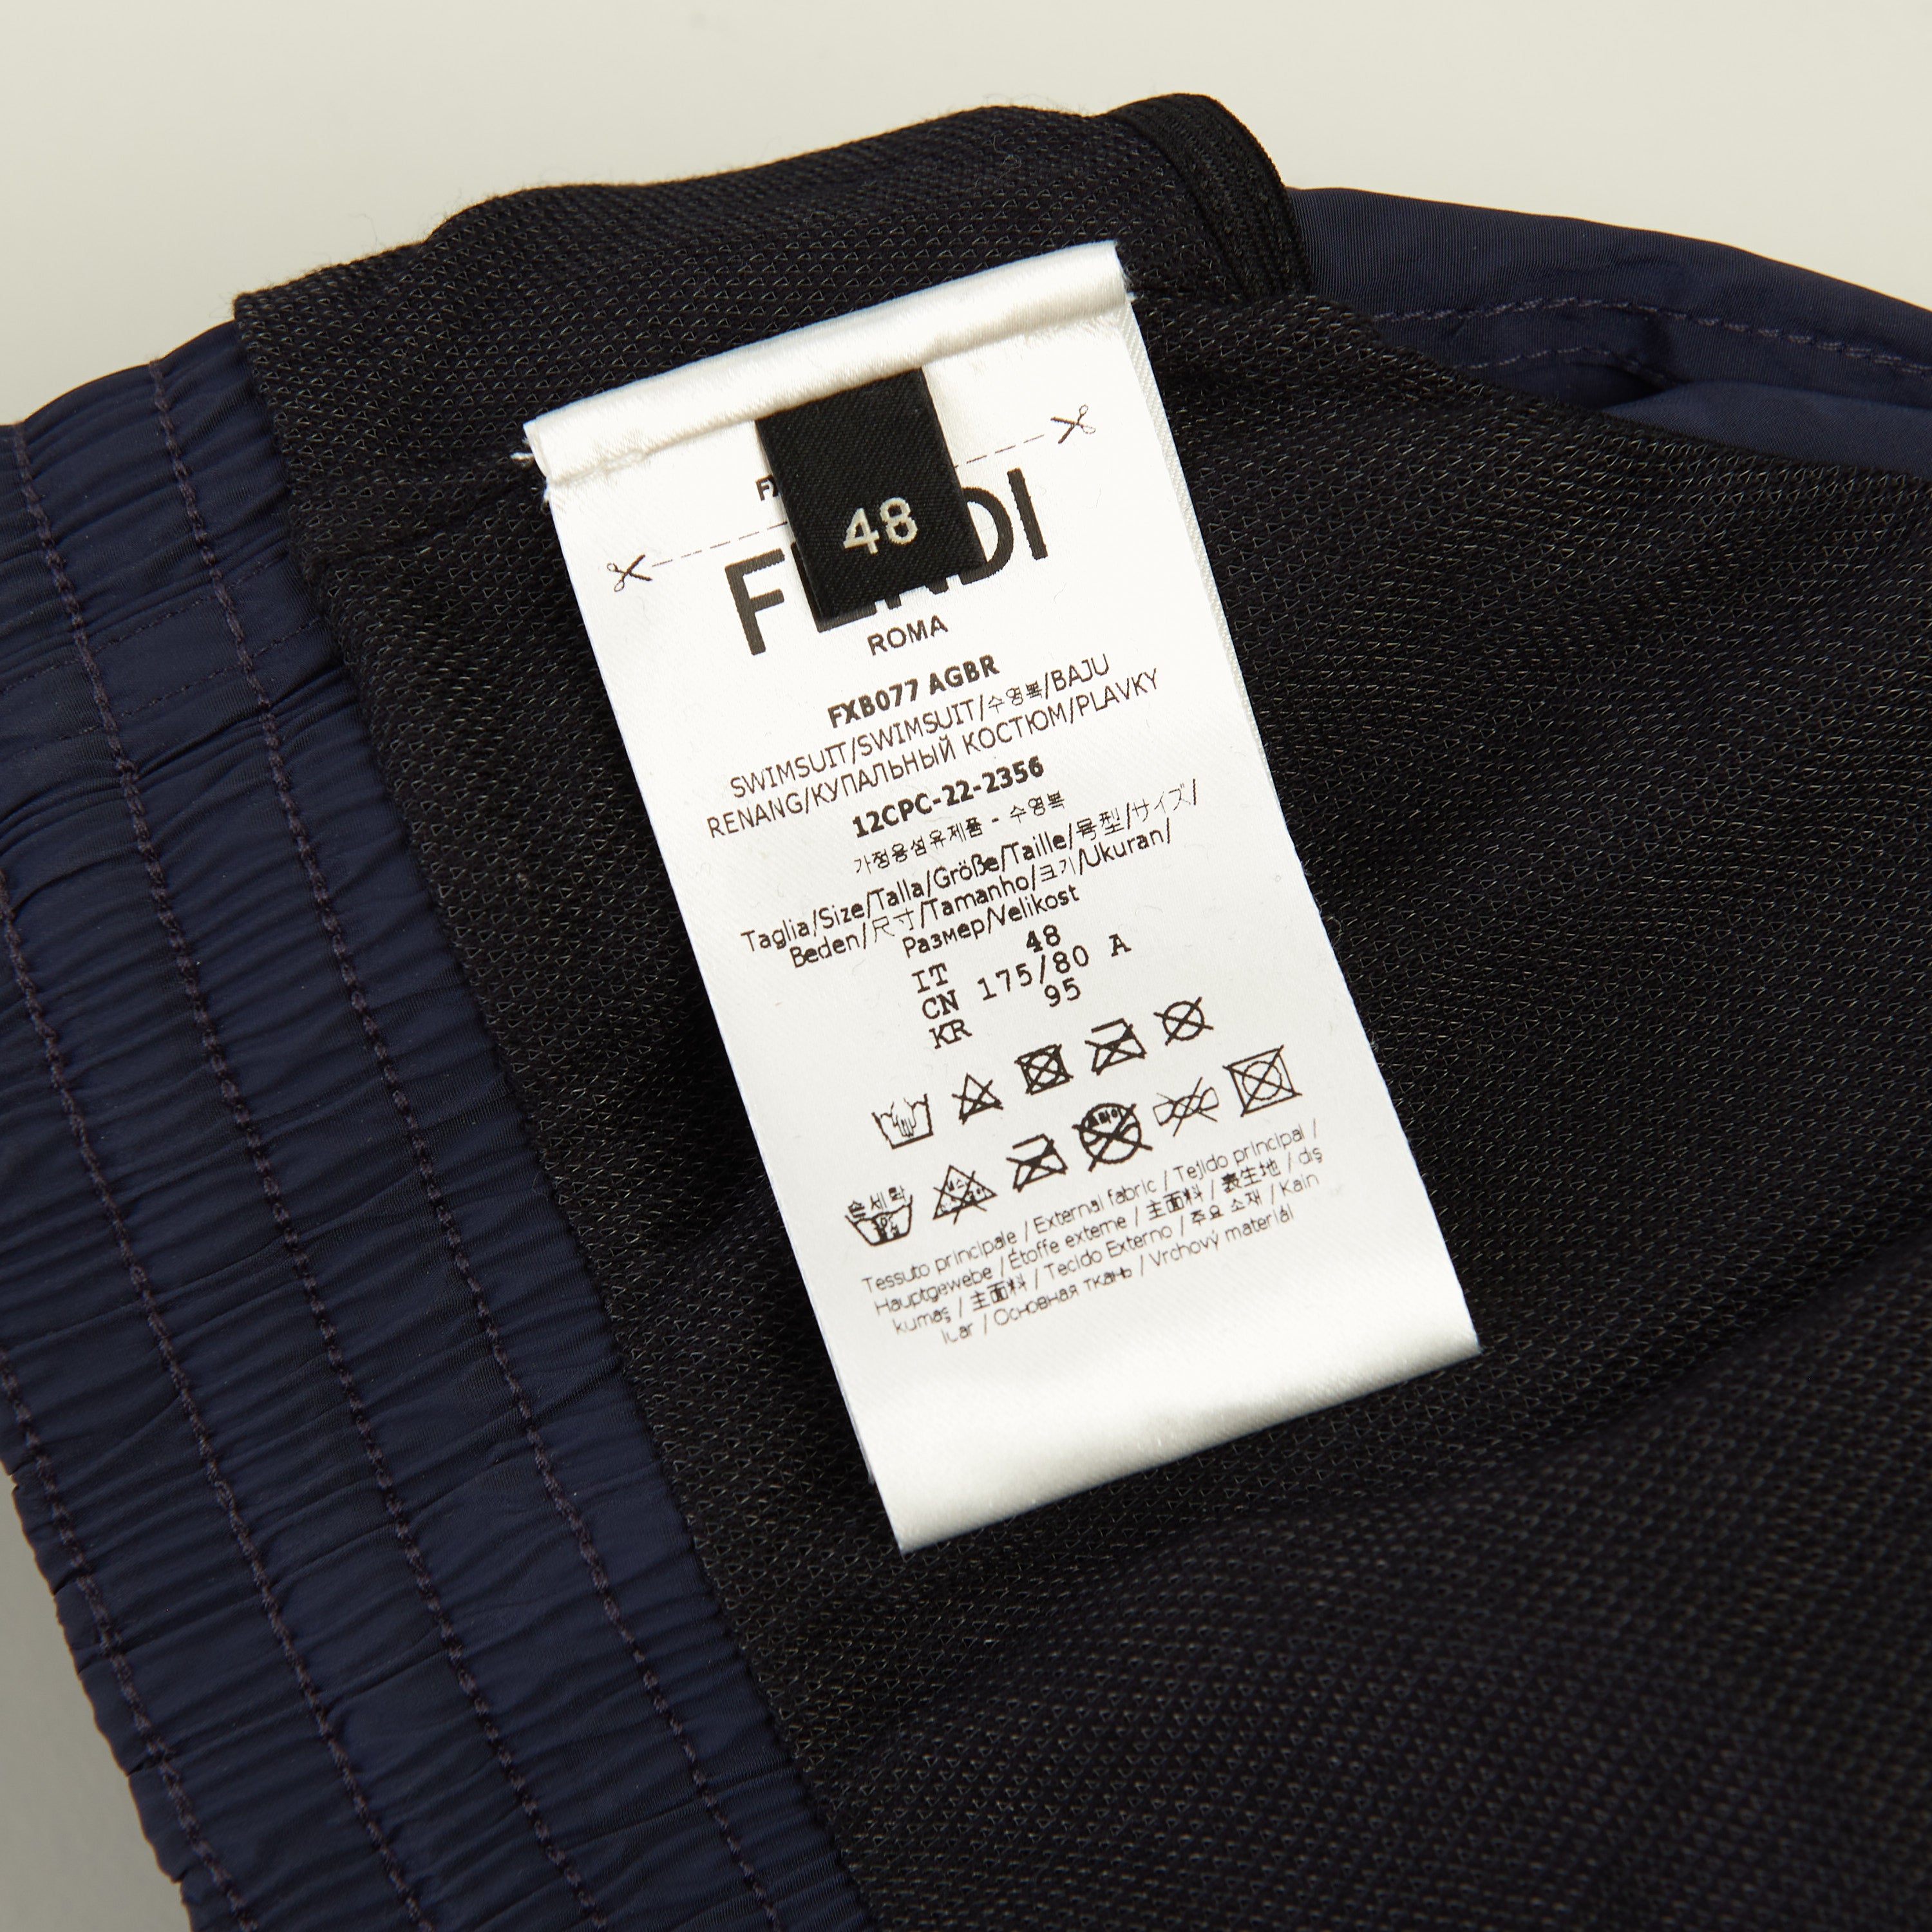 48
ROMA
FXB077 AGBR
SWIMSUIT/SWIMSUIT/수영복/BAJU
RENANG/КУПАЛЬНЫЙ КОСТЮМ/PLAVKY
12CPC-22-2356
가정용섬유제품 - 수영복
Taglia/Size/Talla/Größe/Taille/号型/サイズ/
Beden/尺寸/Tamanho/크기/Ukuran/
Размер/Velikost
IT 48
CN 175/80 A
KR 95
손세탁
Tessuto principale / External fabric / Tejido principal /
Hauptgewebe / Étoffe externe / 主面料 / 表生地 / dış
kumaş / 主面料 / Tecido Externo / 주요 소재 / Kain
luar / Основная ткань / Vrchový materiál